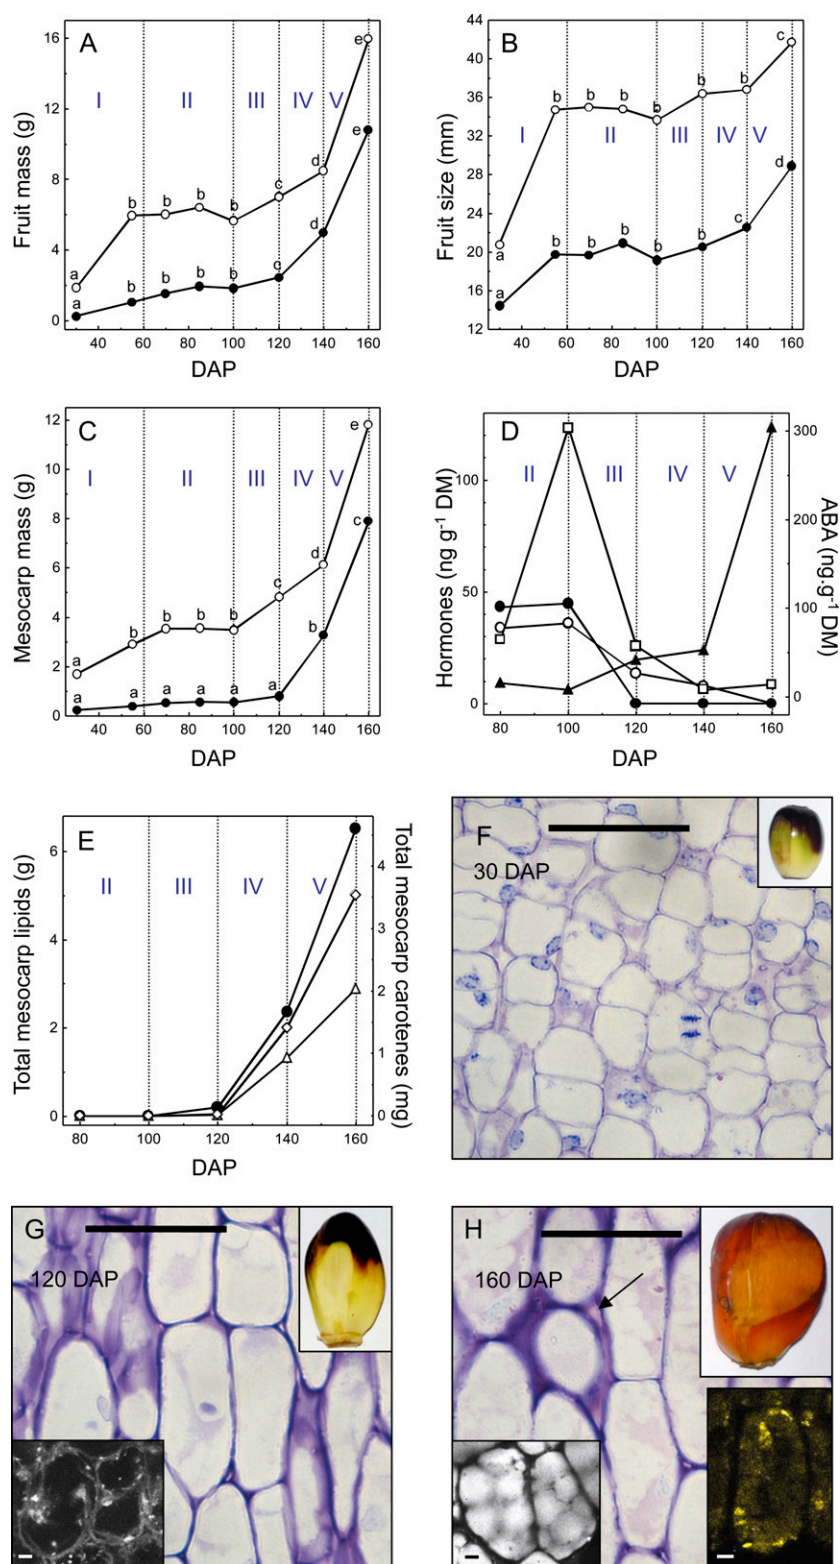 A
I II III IV V
e
e
d
d
c
c
b b b b
b b b b
a
a
16
12
8
4
0
Fruit mass (g)
40 60 80 100 120 140 160
DAP
B
I II III IV V
c
b b b b b b
a
d
c
b b b b b
a
44
40
36
32
28
24
20
16
12
Fruit size (mm)
40 60 80 100 120 140 160
DAP
C
I II III IV V
e
d
c
b b b b
a
c
b
a a a a a a
12
10
8
6
4
2
0
Mesocarp mass (g)
40 60 80 100 120 140 160
DAP
D
II III IV V
100
50
0
Hormones (ng g-1 DM)
300
200
100
0
ABA (ng.g-1 DM)
80 100 120 140 160
DAP
E
II III IV V
6
4
2
0
Total mesocarp lipids (g)
4
3
2
1
0
Total mesocarp carotenes (mg)
80 100 120 140 160
DAP
F
30 DAP
G
120 DAP
H
160 DAP